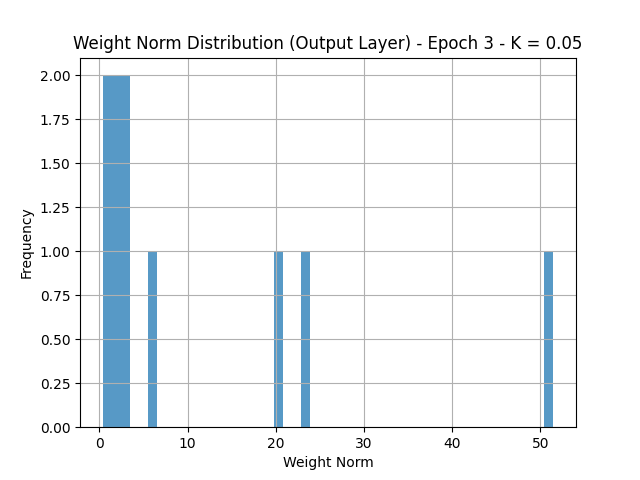 Weight Norm Distribution (Output Layer) - Epoch 3 - K = 0.05
2.00
1.75
1.50
1.25
1.00
0.75
0.50
0.25
0.00
Frequency
0 10 20 30 40 50
Weight Norm